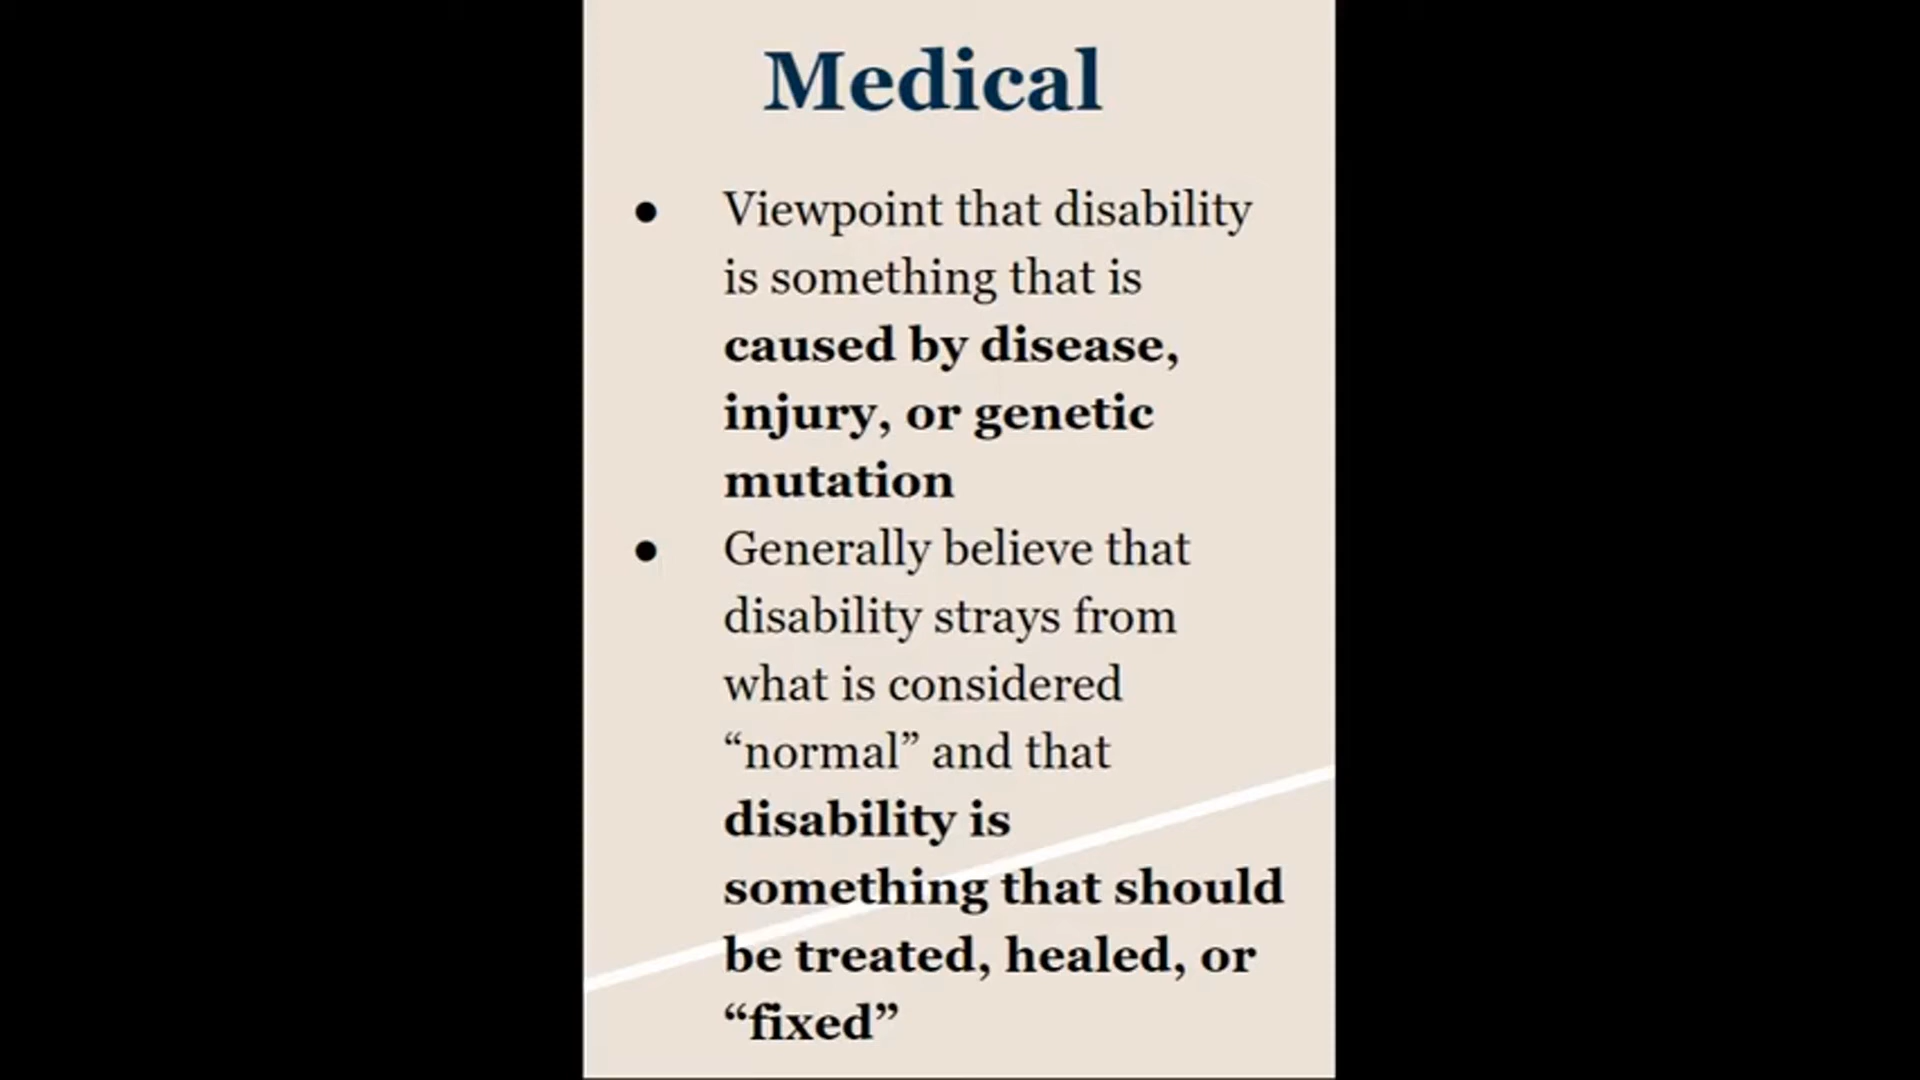 Medical
● Viewpoint that disability
is something that is
caused by disease,
injury, or genetic
mutation
● Generally believe that
disability strays from
what is considered
“normal” and that
disability is
something that should
be treated, healed, or
“fixed”